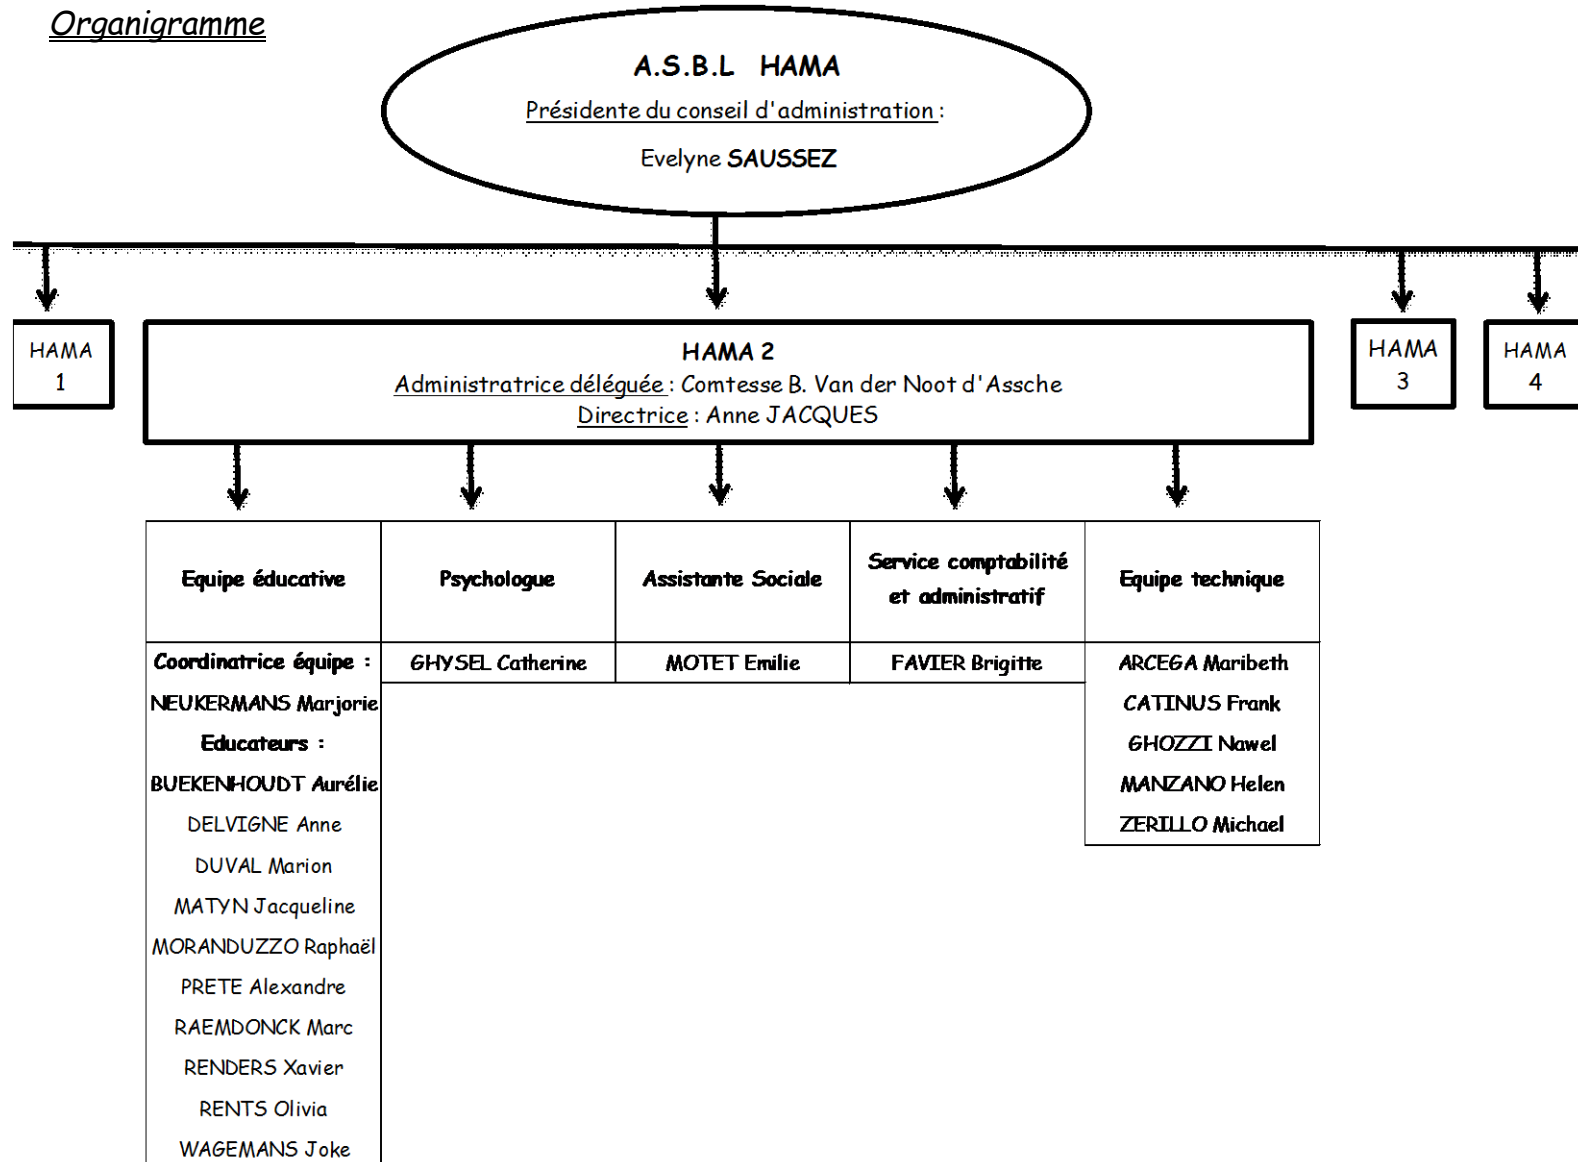 Organigramme
A.S.B.L HAMA
Présidente du conseil d'administration :
Evelyne SAUSSEZ
HAMA
1
HAMA 2
Administratrice déléguée : Comtesse B. Van der Noot d'Assche
Directrice : Anne JACQUES
HAMA
3
HAMA
4
Equipe éducative
Psychologue
Assistante Sociale
Service comptabilité
et administratif
Equipe technique
Coordinatrice équipe :
NEUKERMANS Marjorie
Educateurs :
BUEKENHOUDT Aurélie
DELVIGNE Anne
DUVAL Marion
MATYN Jacqueline
MORANDUZZO Raphaël
PRETE Alexandre
RAEMDONCK Marc
RENDERS Xavier
RENTS Olivia
WAGEMANS Joke
GHYSEL Catherine
MOTET Emilie
FAVIER Brigitte
ARCEGA Maribeth
CATINUS Frank
GHOZZI Nawel
MANZANO Helen
ZERILLO Michael